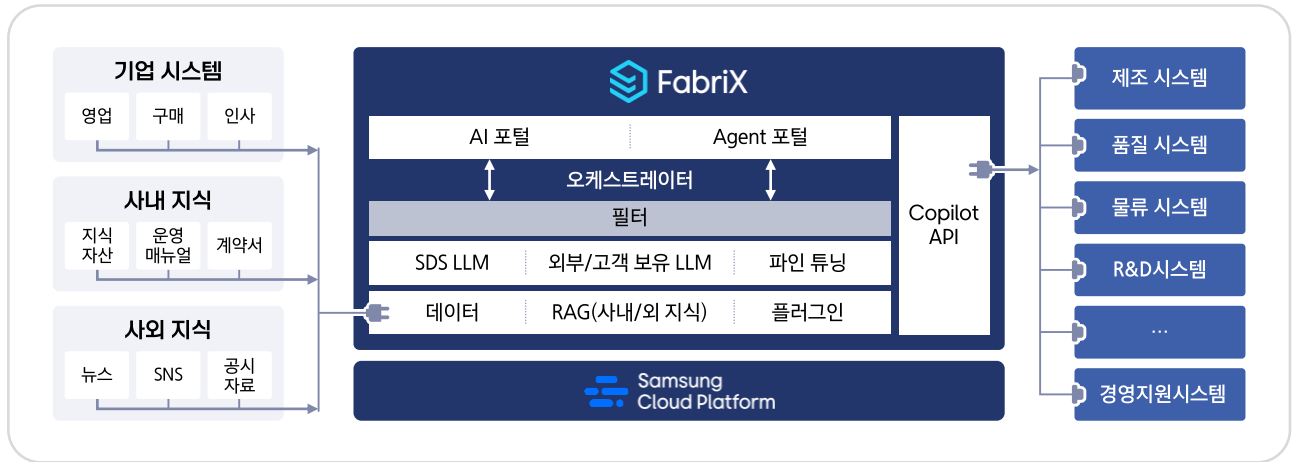 기업 시스템
영업
구매
인사
사내 지식
지식
자산
운영
매뉴얼
계약서
사외 지식
뉴스
SNS
공시
자료
FabriX
AI 포털
Agent 포털
오케스트레이터
필터
SDS LLM
외부/고객 보유 LLM
파인 튜닝
데이터
RAG(사내/외 지식)
플러그인
Copilot
API
Samsung
Cloud Platform
제조 시스템
품질 시스템
물류 시스템
R&D시스템
...
경영지원시스템